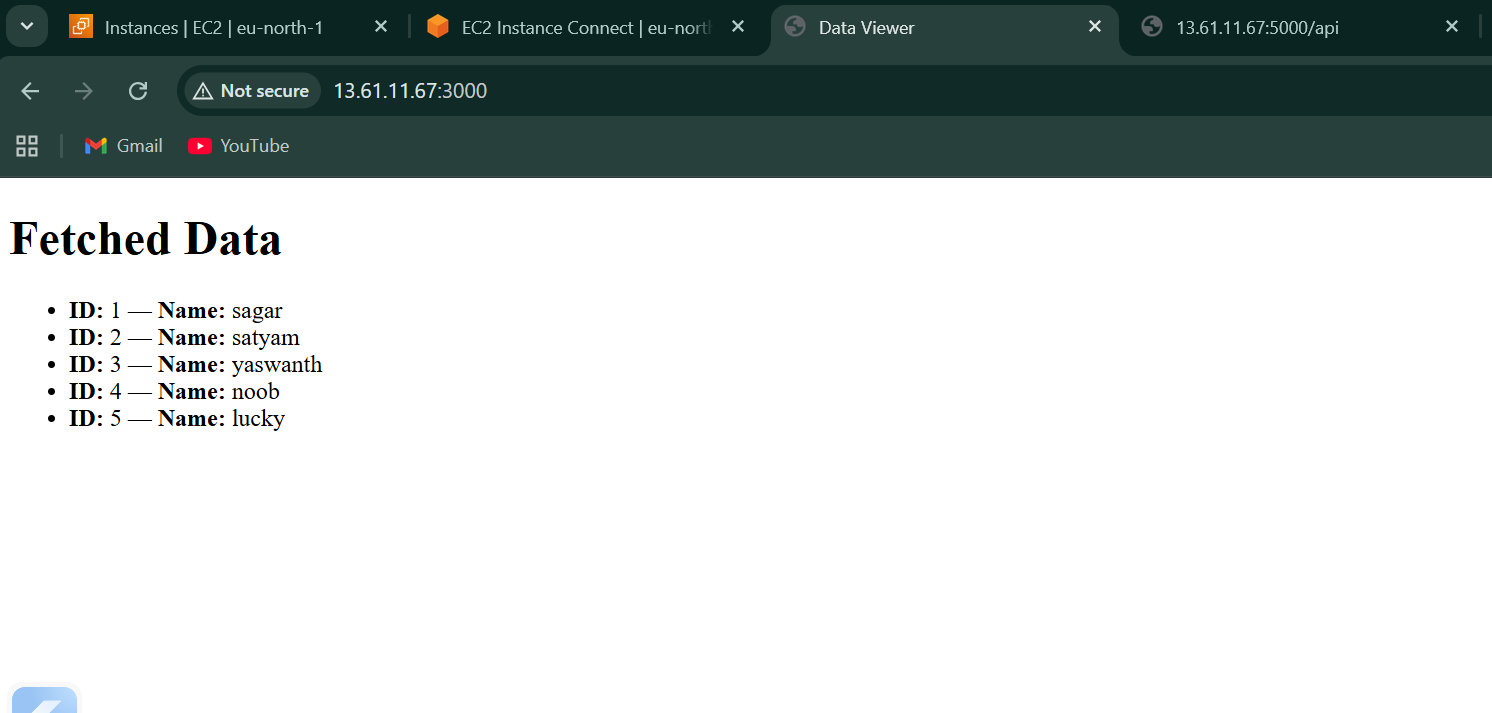 Instances | EC2 | eu-north-1
EC2 Instance Connect | eu-nort
Data Viewer
13.61.11.67:5000/api
Not secure
13.61.11.67:3000
Gmail
YouTube
Fetched Data
ID: 1 — Name: sagar
ID: 2 — Name: satyam
ID: 3 — Name: yaswanth
ID: 4 — Name: noob
ID: 5 — Name: lucky